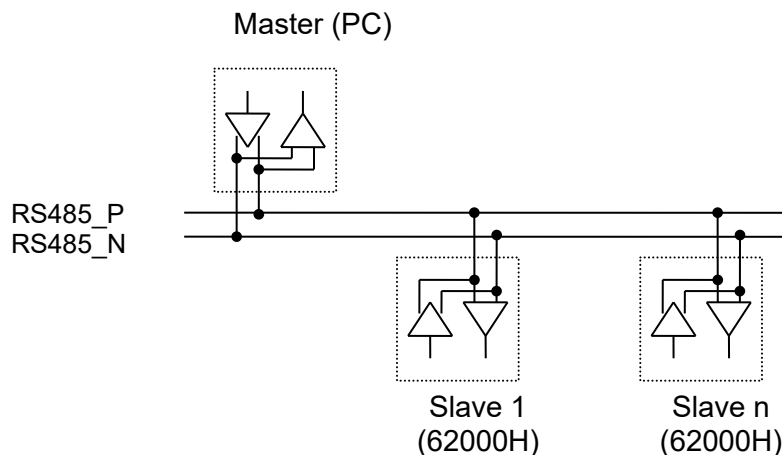 Master (PC)
RS485_P
RS485_N
Slave 1
(62000H)
Slave n
(62000H)